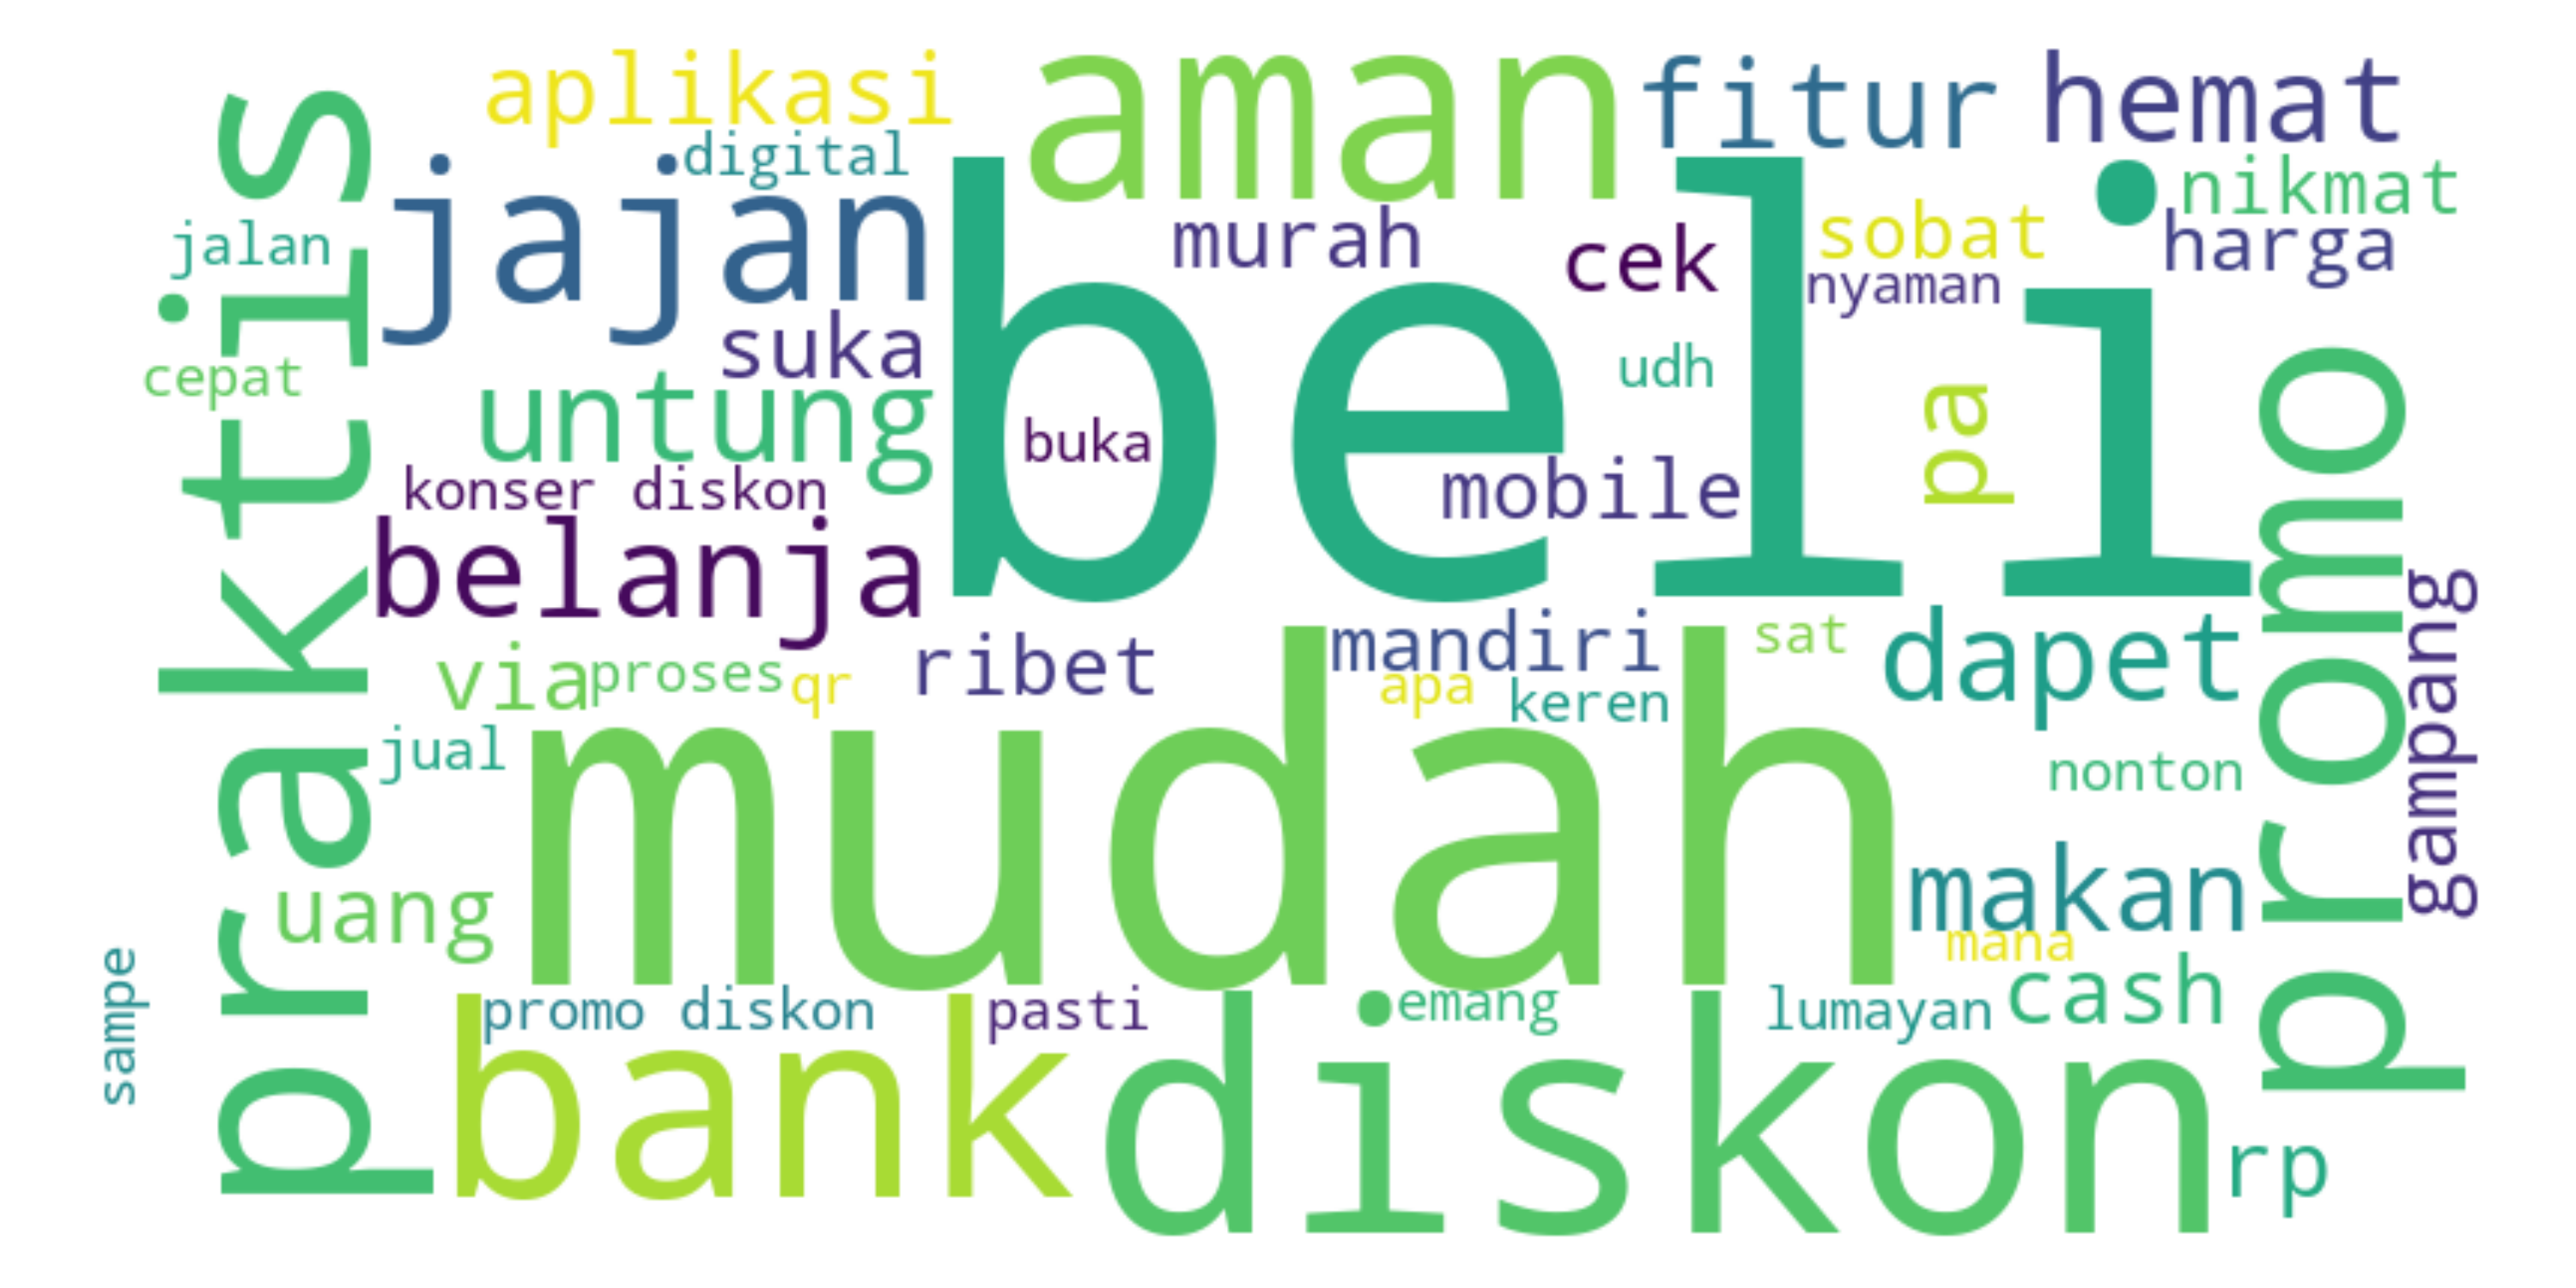 aplikasi
aman
fitur
hemat
digital
jajan
nikmat
praktis
jalan
murah
cek
sobat
harga
nyaman
beli
suka
udh
cepat
untung
pa
buka
konser diskon
mobile
promo
belanja
gampang
mandiri
sat
dapet
ribet
via
proses
qr
apa
keren
jual
mudah
nonton
uang
makan
mana
sampe
cash
promo diskon
pasti
emang
lumayan
bank
diskon
rp